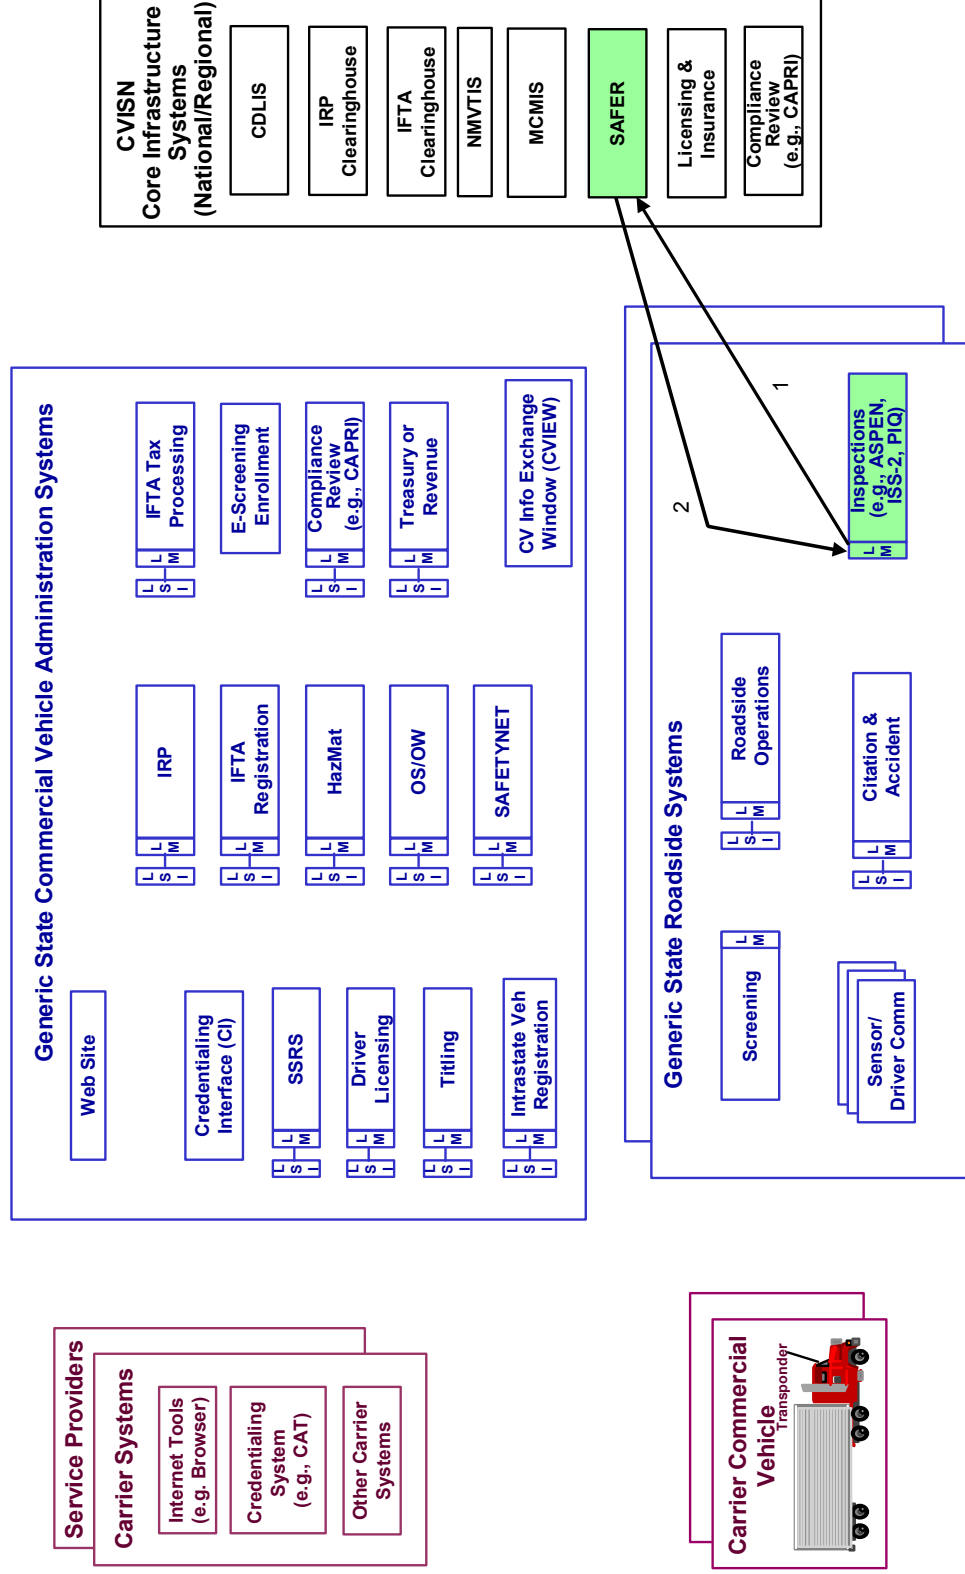 Service Providers
Carrier Systems
Internet Tools
(e.g. Browser)
Credentialing
System
(e.g., CAT)
Other Carrier
Systems
Carrier Commercial
Vehicle
Transponder
Generic State Commercial Vehicle Administration Systems
Web Site
Credentialing
Interface (CI)
L
S
I
L
M
SSRS
L
S
I
L
M
Driver
Licensing
L
S
I
L
M
Titling
L
S
I
L
M
Intrastate Veh
Registration
L
S
I
L
M
IRP
L
S
I
L
M
IFTA
Registration
L
S
I
L
M
HazMat
L
S
I
L
M
OS/OW
L
S
I
L
M
SAFETYNET
L
S
I
L
M
IFTA Tax
Processing
E-Screening
Enrollment
L
S
I
L
M
Compliance
Review
(e.g., CAPRI)
L
S
I
L
M
Treasury or
Revenue
CV Info Exchange
Window (CVIEW)
Generic State Roadside Systems
Screening
L
M
L
S
I
L
M
Roadside
Operations
Sensor/
Driver Comm
L
S
I
L
M
Citation &
Accident
L
M
Inspections
(e.g., ASPEN,
ISS-2, PIQ)
2
1
CVISN
Core Infrastructure
Systems
(National/Regional)
CDLIS
IRP
Clearinghouse
IFTA
Clearinghouse
NMVTIS
MCMIS
SAFER
Licensing &
Insurance
Compliance
Review
(e.g., CAPRI)